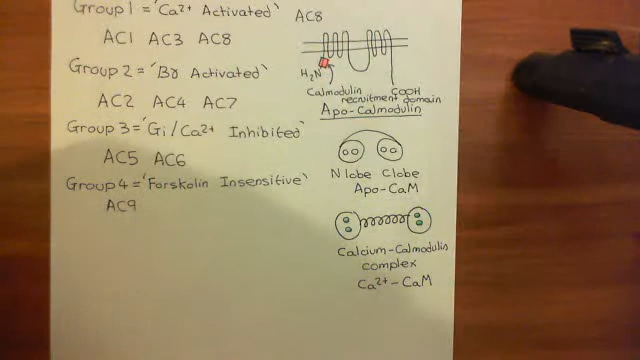 Group 1 = 'Ca2+ Activated'
AC1 AC3 AC8
Group 2 = 'Bγ Activated'
AC2 AC4 AC7
Group 3 = 'Gi/Ca2+ Inhibited'
AC5 AC6
Group 4 = 'Forskolin Insensitive'
AC9
AC8
H2N
Calmodulin recruitment domain
COOH
Apo-Calmodulin
N lobe C lobe
Apo-CaM
Calcium-Calmodulin
complex
Ca2+-CaM